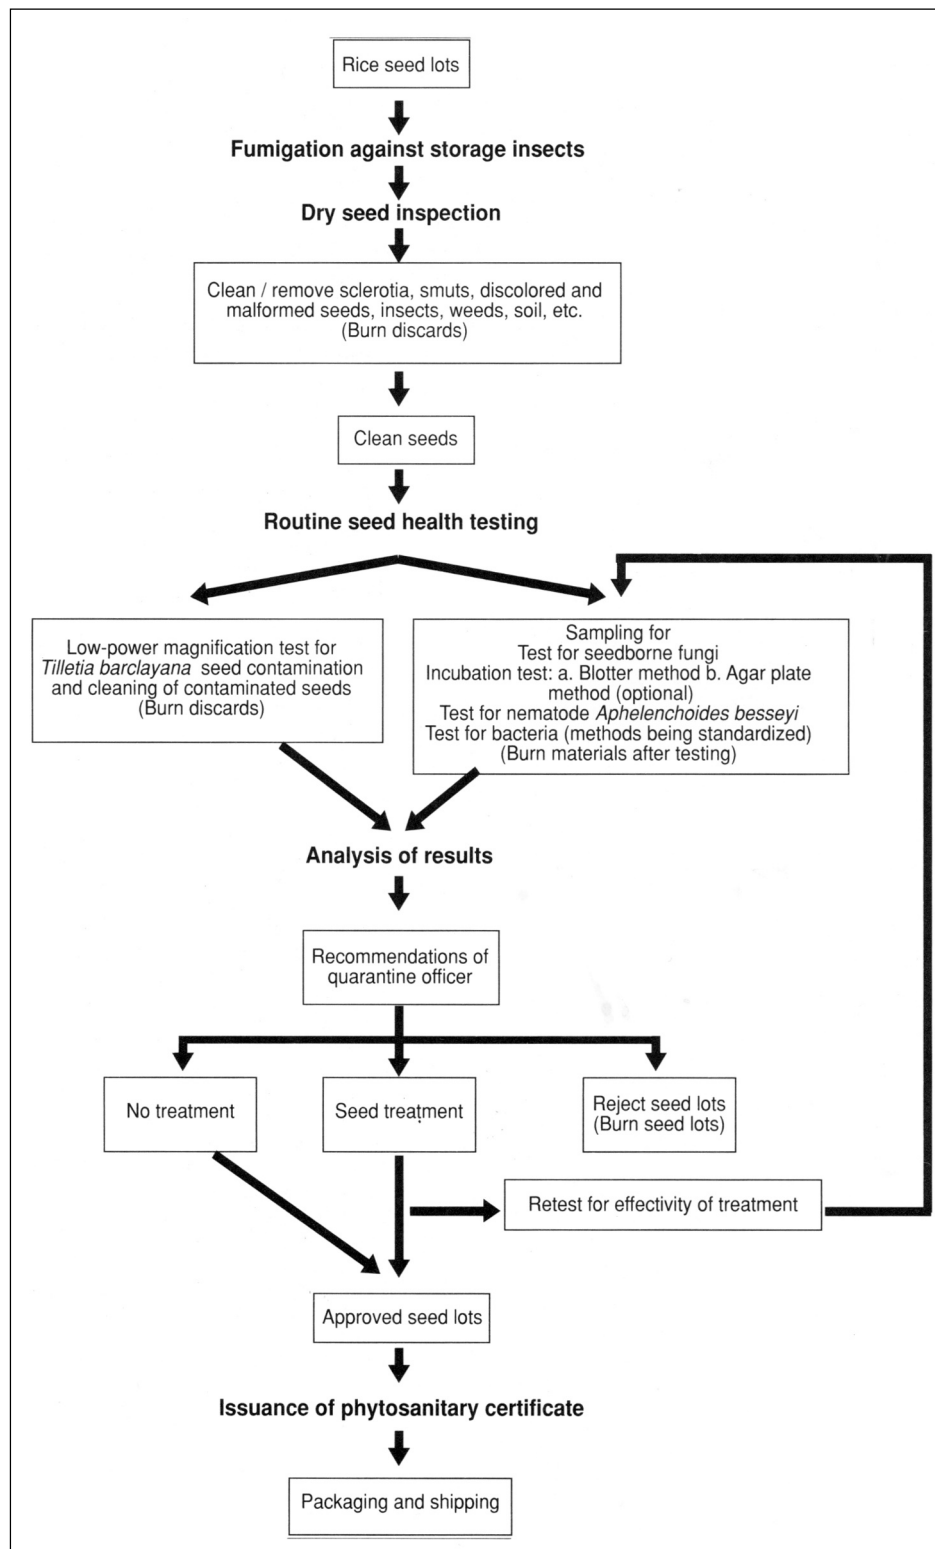 Rice seed lots
Fumigation against storage insects
Dry seed inspection
Clean / remove sclerotia, smuts, discolored and
malformed seeds, insects, weeds, soil, etc.
(Burn discards)
Clean seeds
Routine seed health testing
Low-power magnification test for
Tilletia barclayana seed contamination
and cleaning of contaminated seeds
(Burn discards)
Sampling for
Test for seedborne fungi
Incubation test: a. Blotter method b. Agar plate
method (optional)
Test for nematode Aphelenchoides besseyi
Test for bacteria (methods being standardized)
(Burn materials after testing)
Analysis of results
Recommendations of
quarantine officer
No treatment
Seed treatment
Reject seed lots
(Burn seed lots)
Retest for effectivity of treatment
Approved seed lots
Issuance of phytosanitary certificate
Packaging and shipping